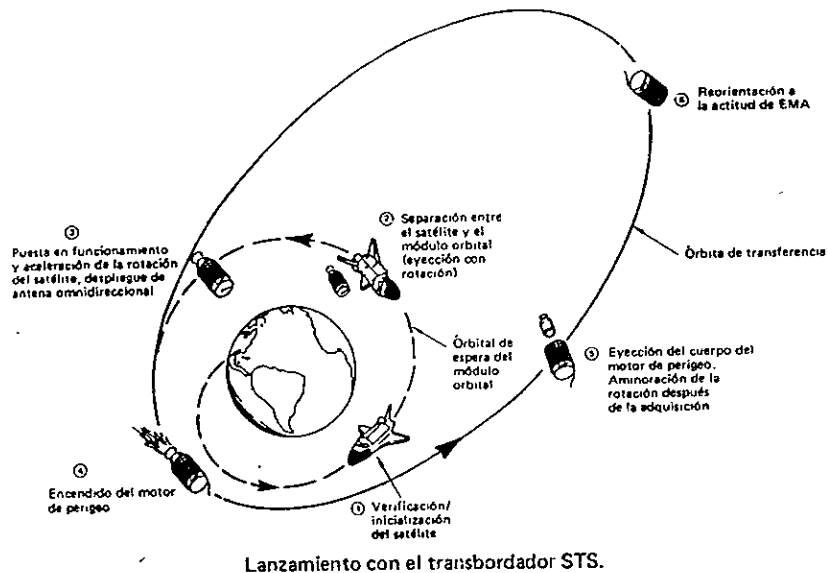 ⑥ Reorientación a
la actitud de EMA
② Separación entre
el satélite y el
módulo orbital
(eyección con
rotación)
③
Puesta en funcionamiento
y aceleración de la rotación
del satélite, despliegue de
antena omnidireccional
Órbita de transferencia
Órbital de
espera del
módulo
orbital
⑤ Eyección del cuerpo del
motor de perigeo.
Aminoración de la
rotación después
de la adquisición
④
Encendido del motor
de perigeo
① Verificación/
inicialización
del satélite
Lanzamiento con el transbordador STS.